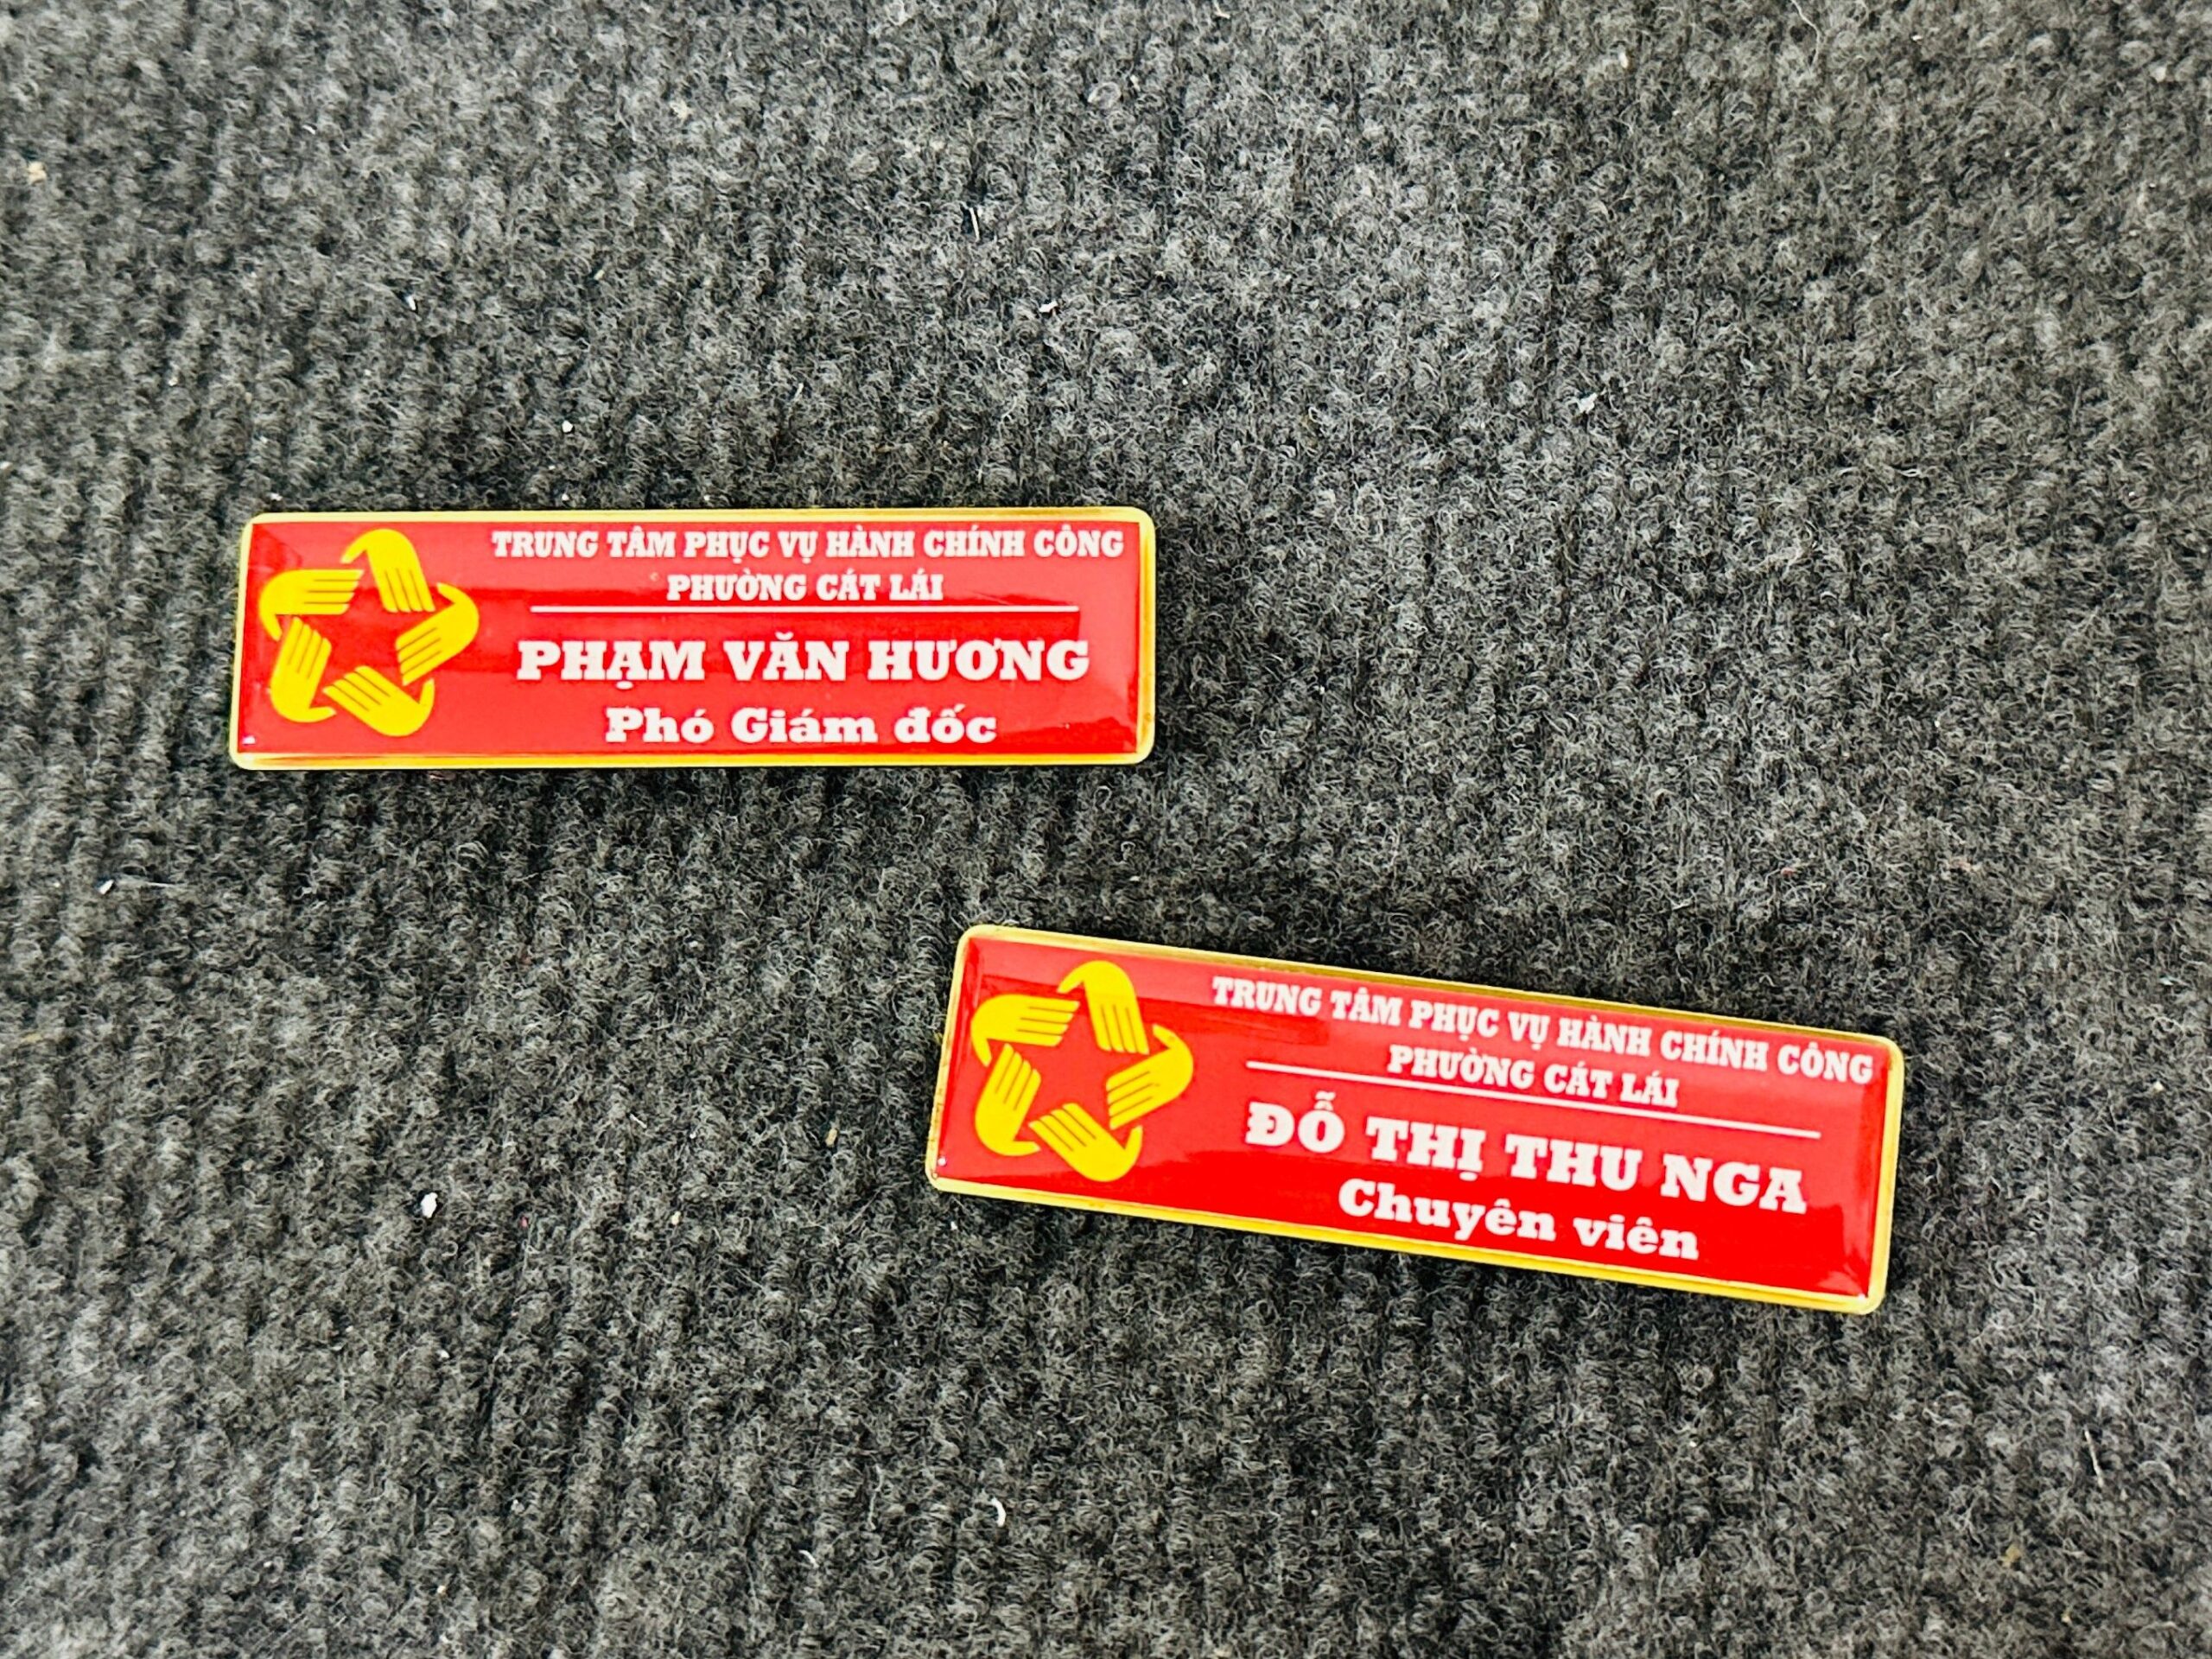 TRUNG TÂM PHỤC VỤ HÀNH CHÍNH CÔNG
PHƯỜNG CÁT LÁI
PHẠM VĂN HƯƠNG
Phó Giám đốc
TRUNG TÂM PHỤC VỤ HÀNH CHÍNH CÔNG
PHƯỜNG CÁT LÁI
ĐỖ THỊ THU NGA
Chuyên viên